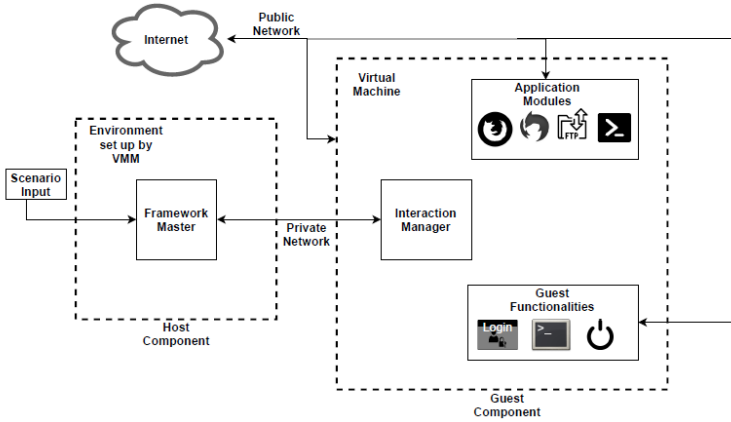 Public
Network
Internet
Virtual
Machine
Application
Modules
FTP
Environment
set up by
VMM
Scenario
Input
Framework
Master
Private
Network
Interaction
Manager
Guest
Functionalities
Login
>_
Host
Component
Guest
Component